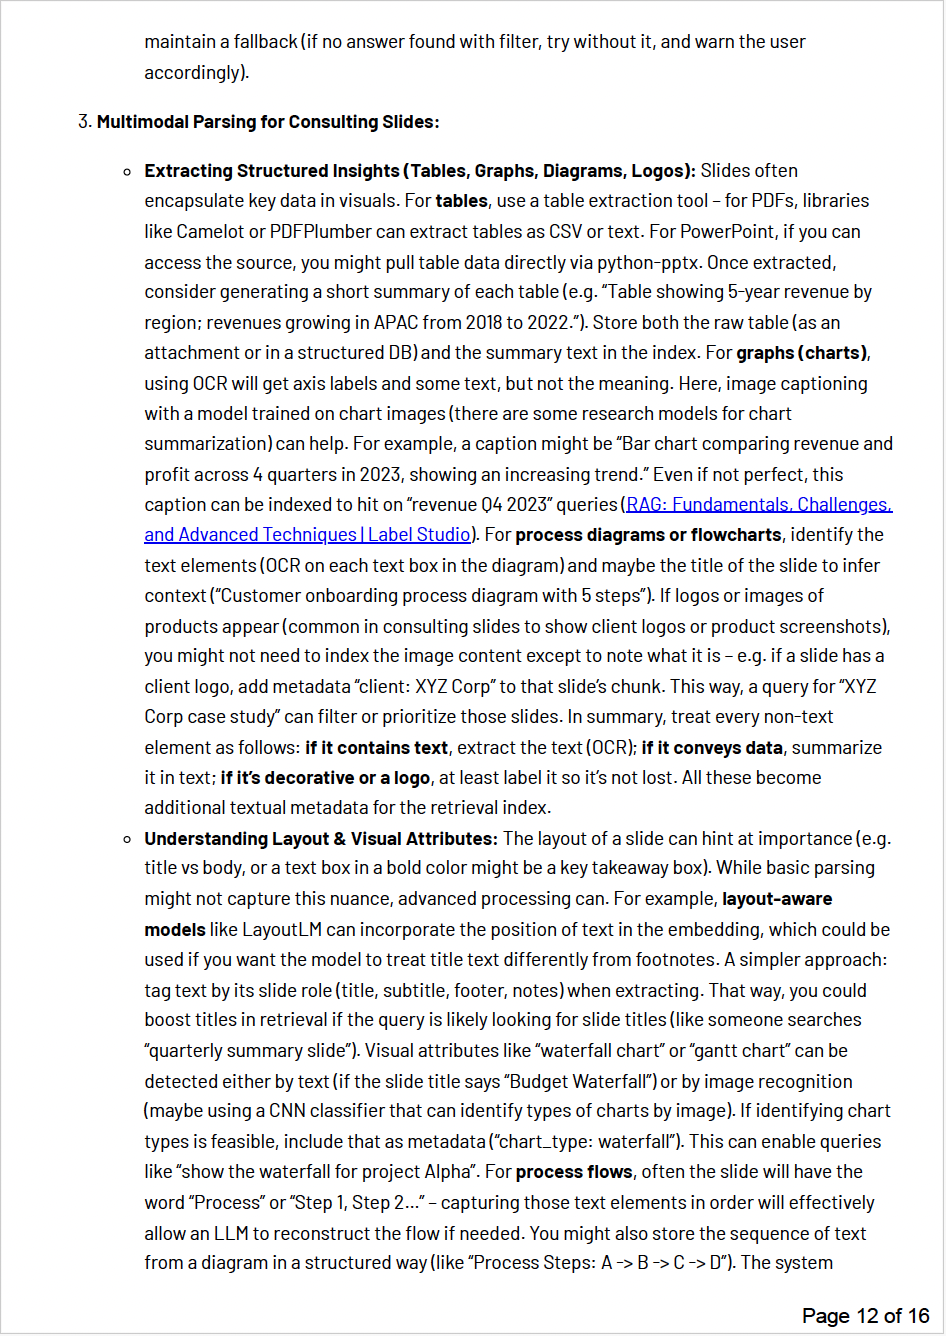 maintain a fallback (if no answer found with filter, try without it, and warn the user
accordingly).
3. Multimodal Parsing for Consulting Slides:
○ Extracting Structured Insights (Tables, Graphs, Diagrams, Logos): Slides often
encapsulate key data in visuals. For tables, use a table extraction tool – for PDFs, libraries
like Camelot or PDFPlumber can extract tables as CSV or text. For PowerPoint, if you can
access the source, you might pull table data directly via python-pptx. Once extracted,
consider generating a short summary of each table (e.g. “Table showing 5-year revenue by
region; revenues growing in APAC from 2018 to 2022.”). Store both the raw table (as an
attachment or in a structured DB) and the summary text in the index. For graphs (charts),
using OCR will get axis labels and some text, but not the meaning. Here, image captioning
with a model trained on chart images (there are some research models for chart
summarization) can help. For example, a caption might be “Bar chart comparing revenue and
profit across 4 quarters in 2023, showing an increasing trend.” Even if not perfect, this
caption can be indexed to hit on “revenue Q4 2023” queries (RAG: Fundamentals, Challenges,
and Advanced Techniques | Label Studio). For process diagrams or flowcharts, identify the
text elements (OCR on each text box in the diagram) and maybe the title of the slide to infer
context (“Customer onboarding process diagram with 5 steps”). If logos or images of
products appear (common in consulting slides to show client logos or product screenshots),
you might not need to index the image content except to note what it is – e.g. if a slide has a
client logo, add metadata “client: XYZ Corp” to that slide’s chunk. This way, a query for “XYZ
Corp case study” can filter or prioritize those slides. In summary, treat every non-text
element as follows: if it contains text, extract the text (OCR); if it conveys data, summarize
it in text; if it’s decorative or a logo, at least label it so it’s not lost. All these become
additional textual metadata for the retrieval index.
○ Understanding Layout & Visual Attributes: The layout of a slide can hint at importance (e.g.
title vs body, or a text box in a bold color might be a key takeaway box). While basic parsing
might not capture this nuance, advanced processing can. For example, layout-aware
models like LayoutLM can incorporate the position of text in the embedding, which could be
used if you want the model to treat title text differently from footnotes. A simpler approach:
tag text by its slide role (title, subtitle, footer, notes) when extracting. That way, you could
boost titles in retrieval if the query is likely looking for slide titles (like someone searches
“quarterly summary slide”). Visual attributes like “waterfall chart” or “gantt chart” can be
detected either by text (if the slide title says “Budget Waterfall”) or by image recognition
(maybe using a CNN classifier that can identify types of charts by image). If identifying chart
types is feasible, include that as metadata (“chart_type: waterfall”). This can enable queries
like “show the waterfall for project Alpha”. For process flows, often the slide will have the
word “Process” or “Step 1, Step 2…” – capturing those text elements in order will effectively
allow an LLM to reconstruct the flow if needed. You might also store the sequence of text
from a diagram in a structured way (like “Process Steps: A -> B -> C -> D”). The system
Page 12 of 16